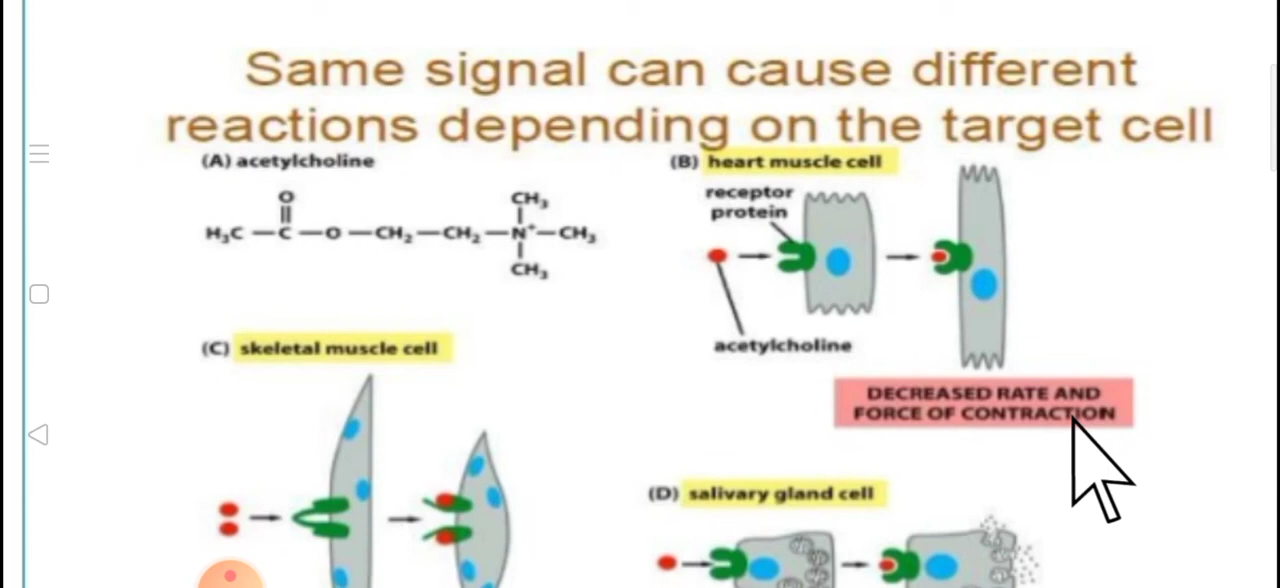 Same signal can cause different
reactions depending on the target cell
(A) acetylcholine
O
H₃C — C — O — CH₂ — CH₂ — N⁺ — CH₃
CH₃
CH₃
(B) heart muscle cell
receptor
protein
acetylcholine
DECREASED RATE AND
FORCE OF CONTRACTION
(C) skeletal muscle cell
(D) salivary gland cell